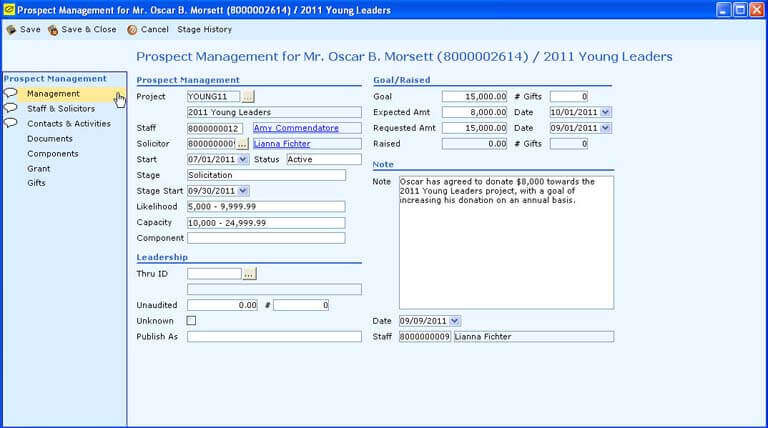 Prospect Management for Mr. Oscar B. Morsett (8000002614) / 2011 Young Leaders
Save Save & Close Cancel Stage History
Prospect Management for Mr. Oscar B. Morsett (8000002614) / 2011 Young Leaders
Prospect Management
Management
Staff & Solicitors
Contacts & Activities
Documents
Components
Grant
Gifts
Prospect Management
Project YOUNG11 ...
2011 Young Leaders
Staff 8000000012 Amy Commendatore
Solicitor 800000000 ... Lianna Fichter
Start 07/01/2011 Status Active
Stage Solicitation
Stage Start 09/30/2011
Likelihood 5,000 - 9,999.99
Capacity 10,000 - 24,999.99
Component
Leadership
Thru ID ...
Unaudited 0.00 # 0
Unknown
Publish As
Goal/Raised
Goal 15,000.00 # Gifts 0
Expected Amt 8,000.00 Date 10/01/2011
Requested Amt 15,000.00 Date 09/01/2011
Raised 0.00 # Gifts 0
Note
Note Oscar has agreed to donate $8,000 towards the
2011 Young Leaders project, with a goal of
increasing his donation on an annual basis.
Date 09/09/2011
Staff 8000000009 Lianna Fichter